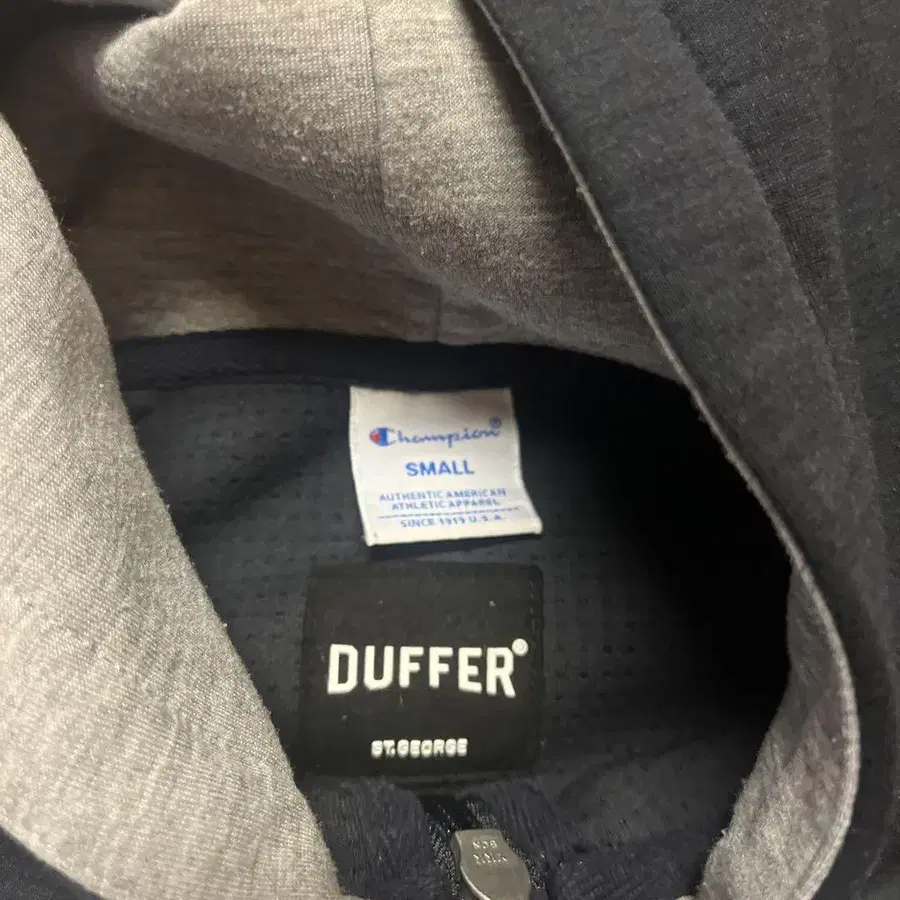 Champion®
SMALL
AUTHENTIC AMERICAN
ATHLETIC APPAREL
SINCE 1919 U.S.A.
DUFFER®
ST.GEORGE